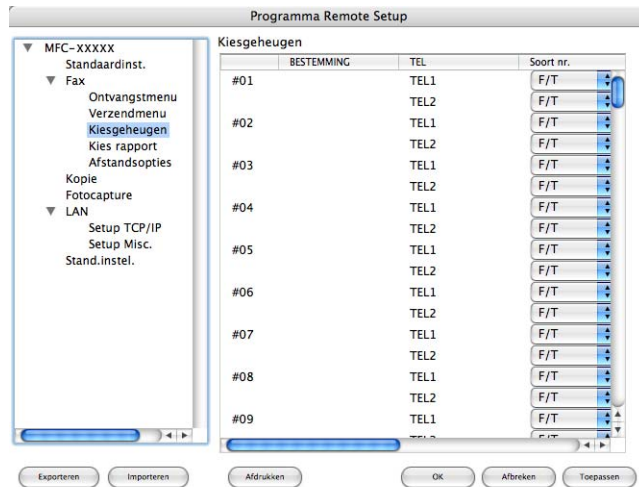 Programma Remote Setup
MFC-XXXXX
Standaardinst.
Fax
Ontvangstmenu
Verzendmenu
Kiesgeheugen
Kies rapport
Afstandsopties
Kopie
Fotocapture
LAN
Setup TCP/IP
Setup Misc.
Stand.instel.
Kiesgeheugen
BESTEMMING TEL Soort nr.
#01 TEL1 F/T
TEL2 F/T
#02 TEL1 F/T
TEL2 F/T
#03 TEL1 F/T
TEL2 F/T
#04 TEL1 F/T
TEL2 F/T
#05 TEL1 F/T
TEL2 F/T
#06 TEL1 F/T
TEL2 F/T
#07 TEL1 F/T
TEL2 F/T
#08 TEL1 F/T
TEL2 F/T
#09 TEL1 F/T
Exporteren Importeren Afdrukken OK Afbreken Toepassen